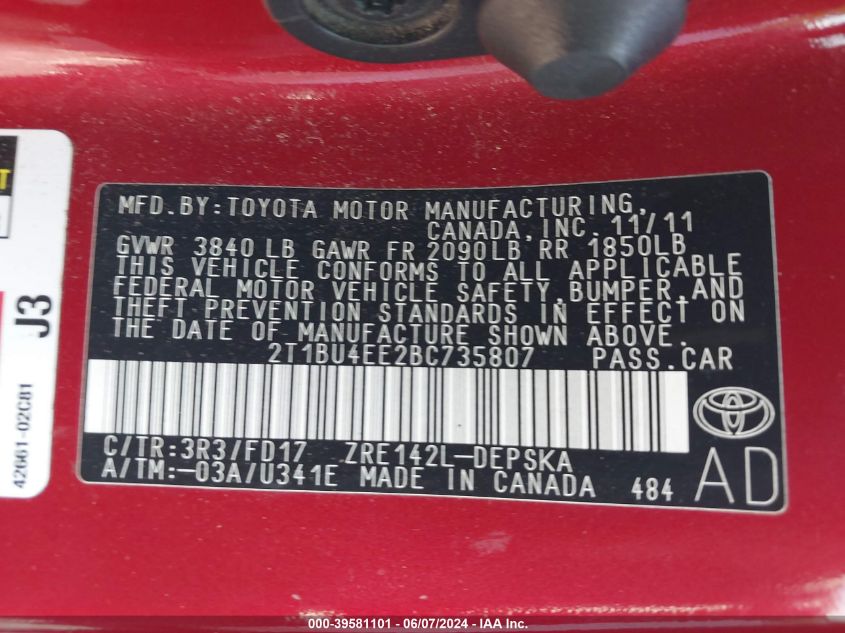 MFD.BY:TOYOTA MOTOR MANUFACTURING,
CANADA,INC. 11/11
GVWR 3840 LB GAWR FR 2090LB RR 1850LB
THIS VEHICLE CONFORMS TO ALL APPLICABLE
FEDERAL MOTOR VEHICLE SAFETY,BUMPER,AND
THEFT PREVENTION STANDARDS IN EFFECT ON
THE DATE OF MANUFACTURE SHOWN ABOVE.
2T1BU4EE2BC735807 PASS.CAR
C/TR:3R3/FD17 ZRE142L-DEPSKA
A/TM:-03A/U341E MADE IN CANADA 484
AD
J3
42661-02C81
000-39581101 - 06/07/2024 - IAA Inc.